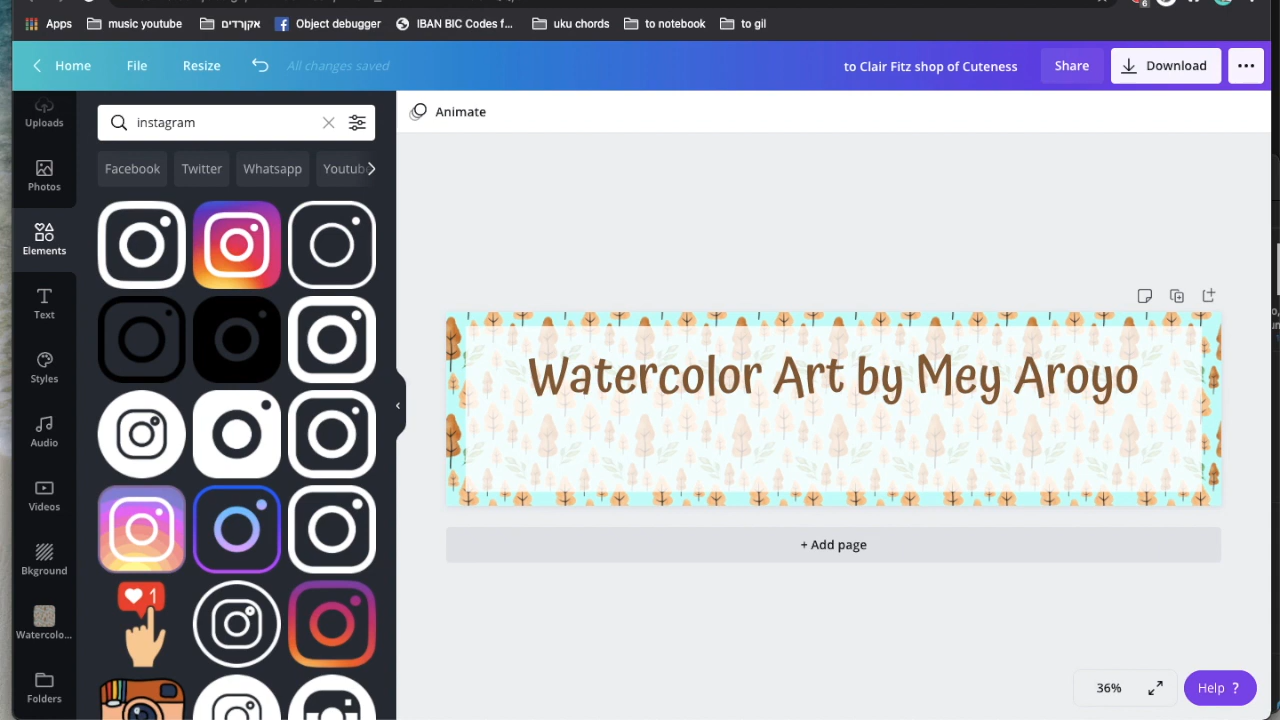 Apps
music youtube
אקורדים
Object debugger
IBAN BIC Codes f...
uku chords
to notebook
to gil
Home
File
Resize
All changes saved
to Clair Fitz shop of Cuteness
Share
Download
Uploads
Photos
Elements
Text
Styles
Audio
Videos
Bkground
Watercolo...
Folders
instagram
Facebook
Twitter
Whatsapp
Youtube
1
Animate
Watercolor Art by Mey Aroyo
+ Add page
36%
Help ?